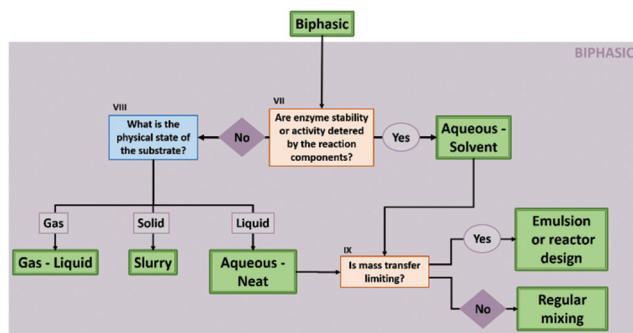 Biphasic
BIPHASIC
VIII
What is the
physical state of
the substrate?
No
VII
Are enzyme stability
or activity detered
by the reaction
components?
Yes
Aqueous -
Solvent
Gas
Solid
Liquid
Gas - Liquid
Slurry
Aqueous -
Neat
IX
Is mass transfer
limiting?
Yes
Emulsion
or reactor
design
No
Regular
mixing